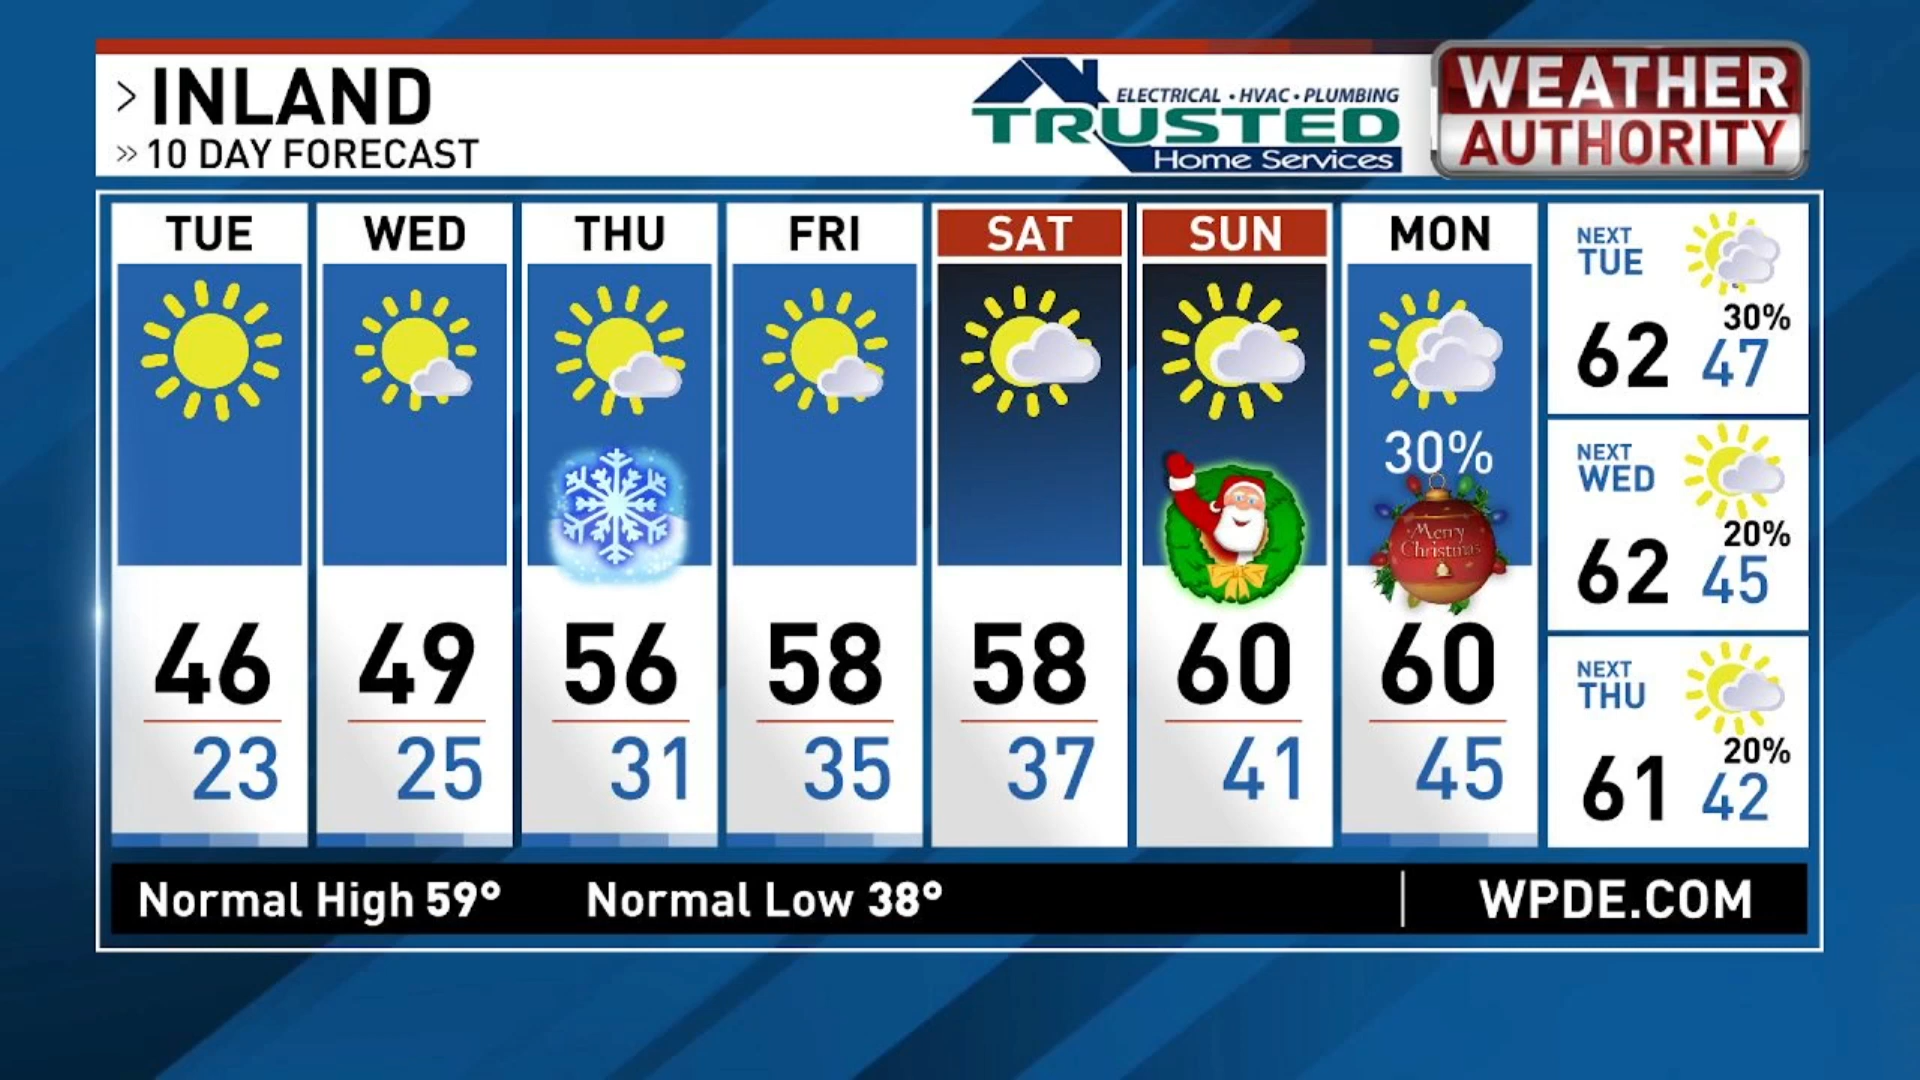 > INLAND
>> 10 DAY FORECAST
ELECTRICAL • HVAC • PLUMBING
TRUSTED
Home Services
WEATHER
AUTHORITY
TUE
46
23
WED
49
25
THU
56
31
FRI
58
35
SAT
58
37
SUN
60
41
MON
30%
Merry
Christmas
60
45
NEXT
TUE
30%
62 47
NEXT
WED
20%
62 45
NEXT
THU
20%
61 42
Normal High 59° Normal Low 38° | WPDE.COM